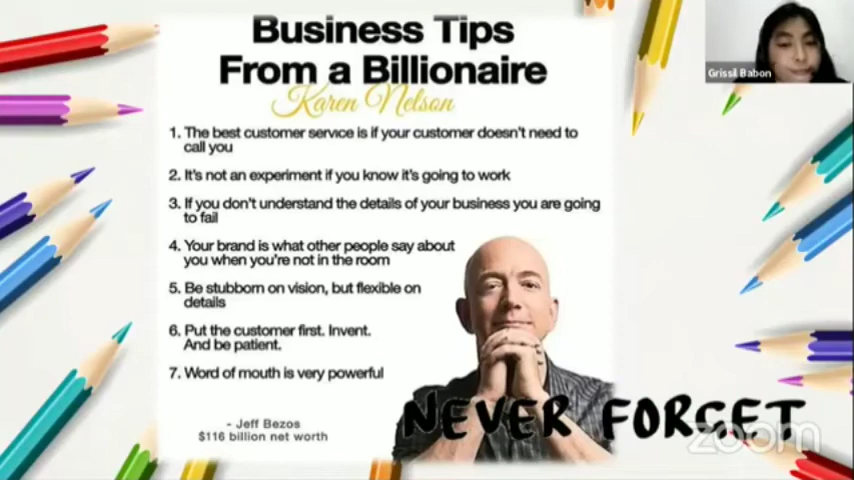 Business Tips
From a Billionaire
Karen Nelson
1. The best customer service is if your customer doesn't need to
call you
2. It's not an experiment if you know it's going to work
3. If you don't understand the details of your business you are going
to fail
4. Your brand is what other people say about
you when you're not in the room
5. Be stubborn on vision, but flexible on
details
6. Put the customer first. Invent.
And be patient.
7. Word of mouth is very powerful
- Jeff Bezos
$116 billion net worth
NEVER FORGET
Grissil Babon
zoom